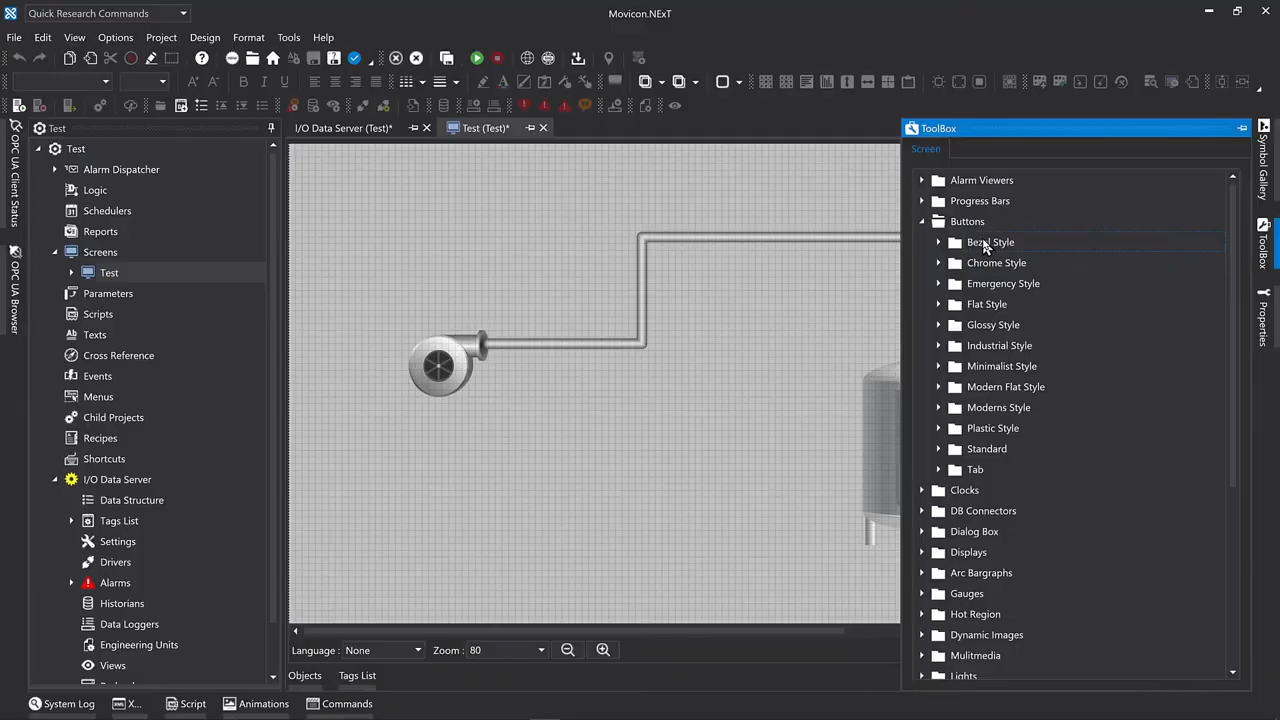 Quick Research Commands
Movicon.NExT
File Edit View Options Project Design Format Tools Help
Test
I/O Data Server (Test)*
Test (Test)*
ToolBox
Screen
OPC UA Client Status
OPC UA Browser
Test
Alarm Dispatcher
Logic
Schedulers
Reports
Screens
Test
Parameters
Scripts
Texts
Cross Reference
Events
Menus
Child Projects
Recipes
Shortcuts
I/O Data Server
Data Structure
Tags List
Settings
Drivers
Alarms
Historians
Data Loggers
Engineering Units
Views
Alarm Viewers
Progress Bars
Buttons
Bezel Style
Chrome Style
Emergency Style
Flat Style
Glossy Style
Industrial Style
Minimalist Style
Modern Flat Style
Moderns Style
Plastic Style
Standard
Tab
Clocks
DB Connectors
Dialog Box
Displays
Arc Bargraphs
Gauges
Hot Region
Dynamic Images
Mulitmedia
Lights
Symbol Gallery
ToolBox
Properties
Language : None Zoom : 80
Objects Tags List
System Log X... Script Animations Commands